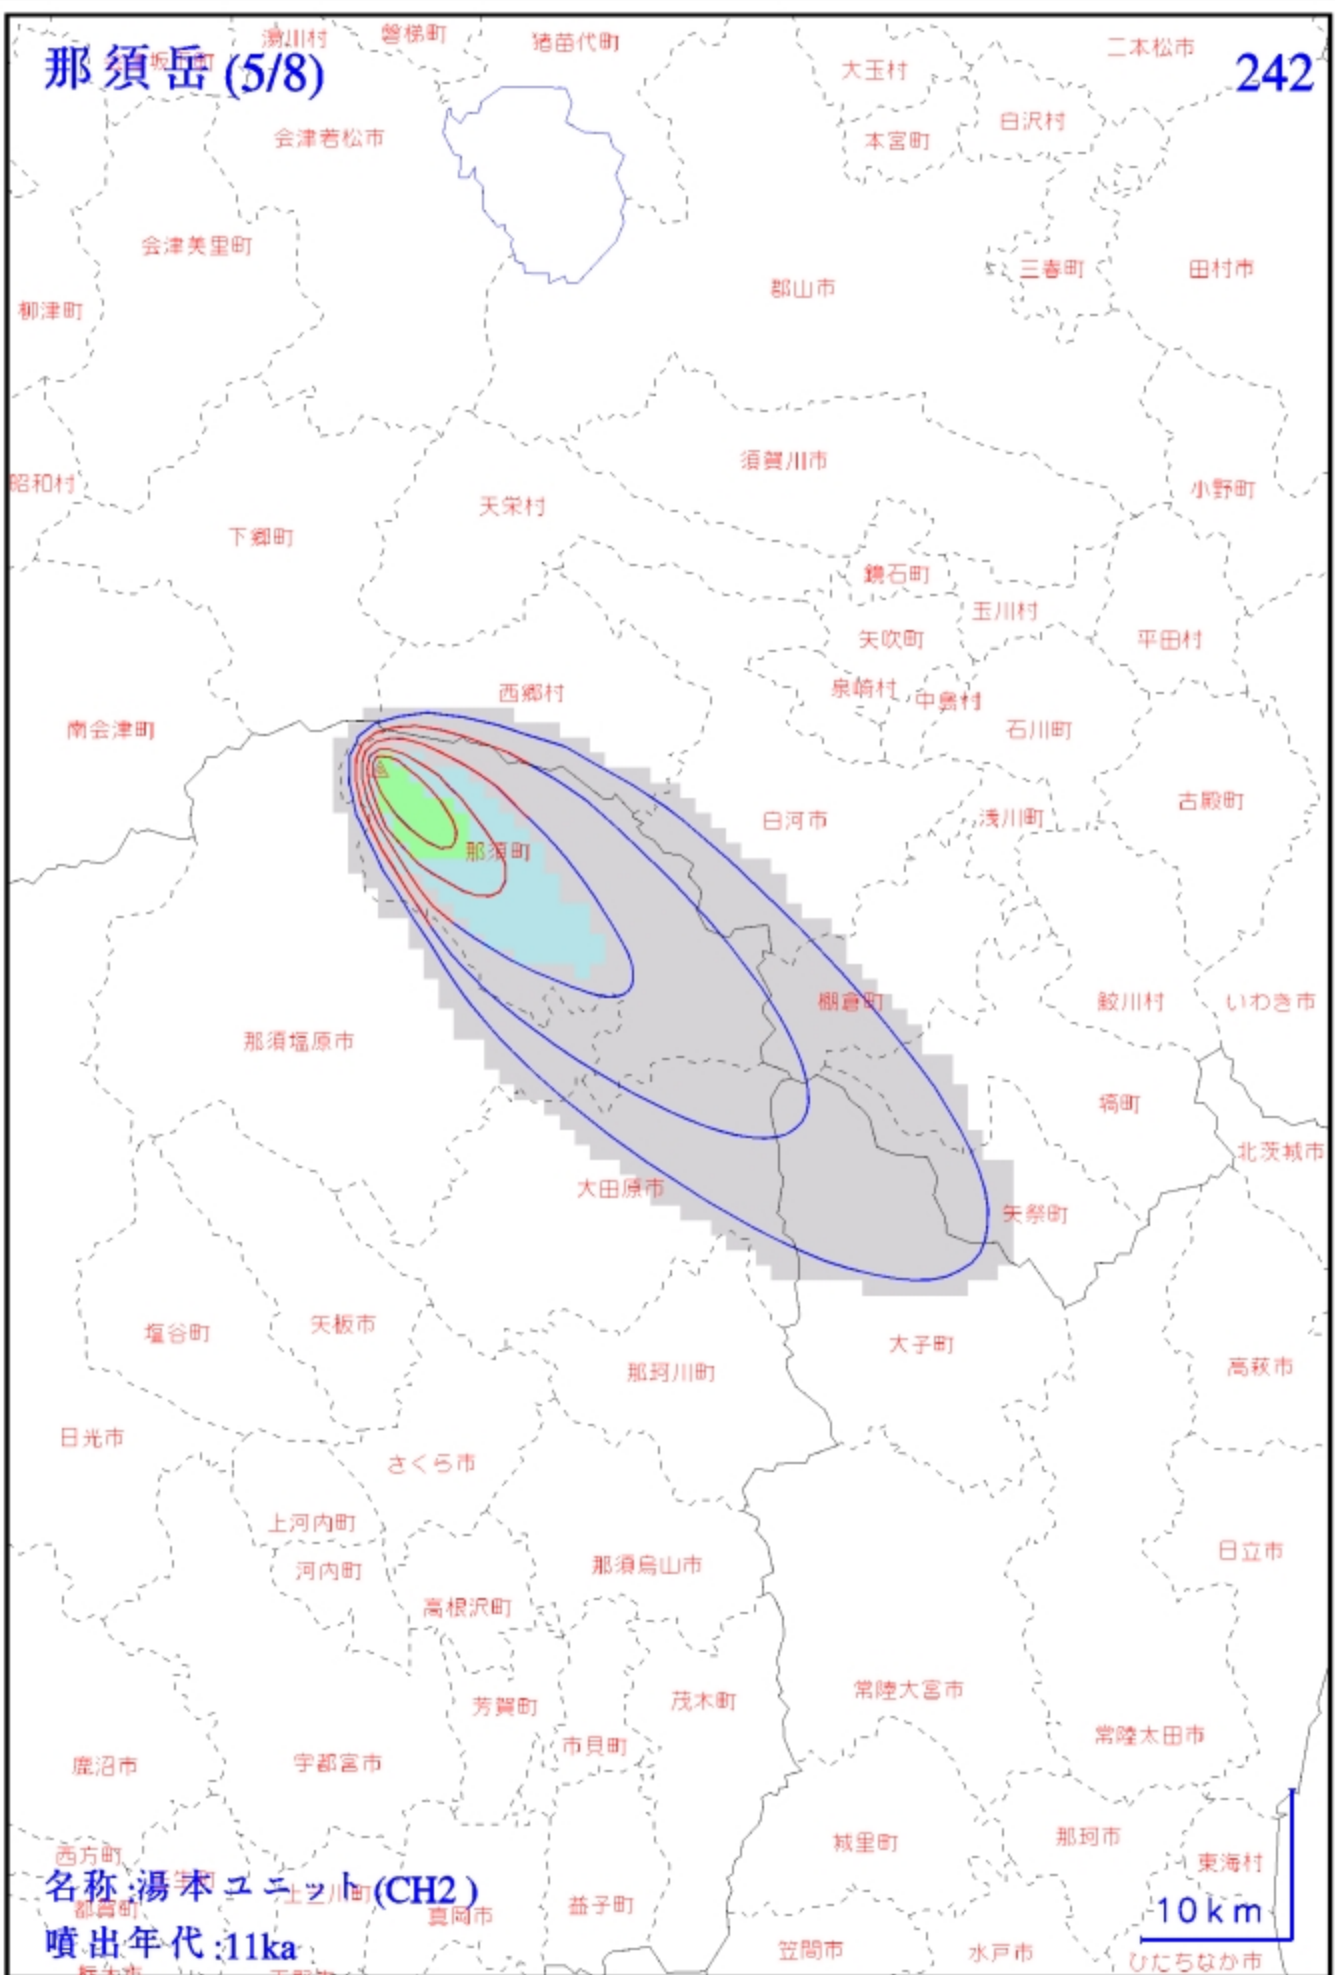 湯川村
磐梯町
猪苗代町
二本松市
那須岳(5/8)
242
大玉村
白沢村
会津若松市
本宮町
会津美里町
三春町
田村市
郡山市
柳津町
須賀川市
昭和村
小野町
天栄村
下郷町
鏡石町
玉川村
矢吹町
平田村
西郷村
泉崎村
中島村
南会津町
石川町
古殿町
白河市
浅川町
那須町
棚倉町
鮫川村
いわき市
那須塩原市
塙町
北茨城市
大田原市
矢祭町
塩谷町
矢板市
大子町
那珂川町
高萩市
日光市
さくら市
上河内町
日立市
那須烏山市
河内町
高根沢町
常陸大宮市
茂木町
芳賀町
常陸太田市
市貝町
鹿沼市
宇都宮市
那珂市
城里町
西方町
東海村
名称:湯本ユニット(CH2)
上三川町
都賀町
益子町
真岡市
10km
噴出年代:11ka
笠間市
水戸市
ひたちなか市